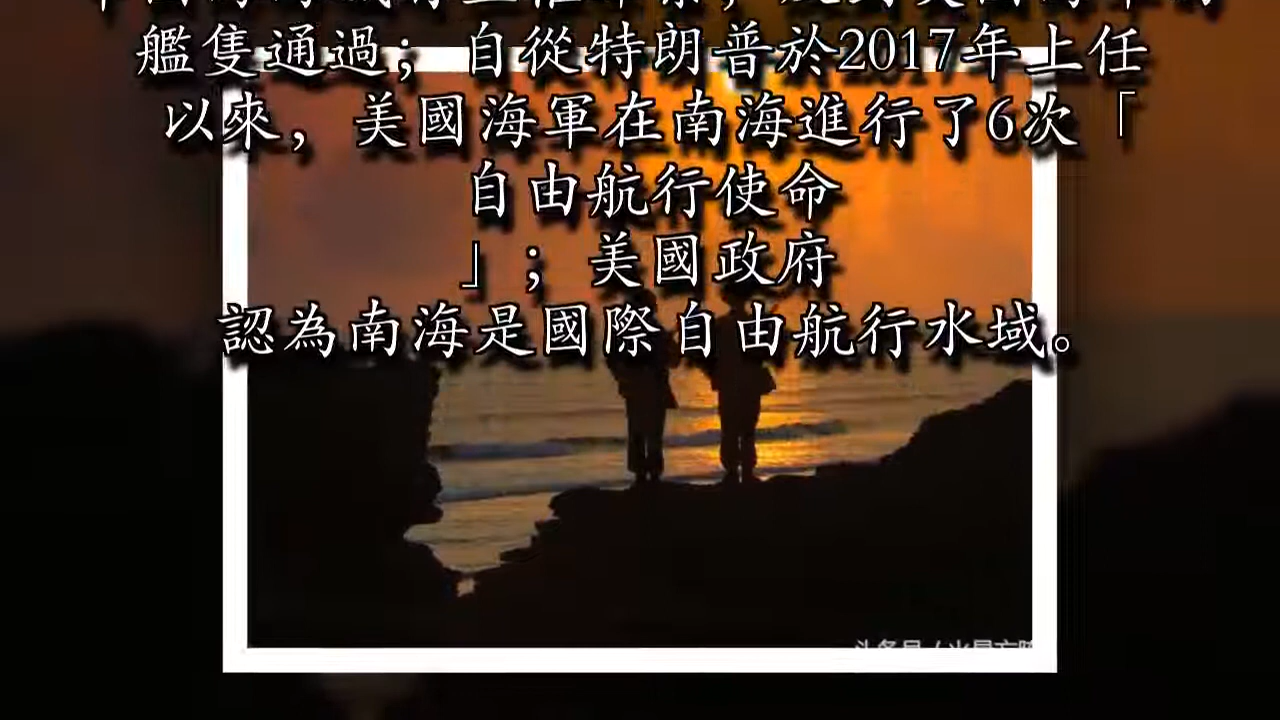 艦隻通過；自從特朗普於2017年上任
以來，美國海軍在南海進行了6次「
自由航行使命
」；美國政府
認為南海是國際自由航行水域。